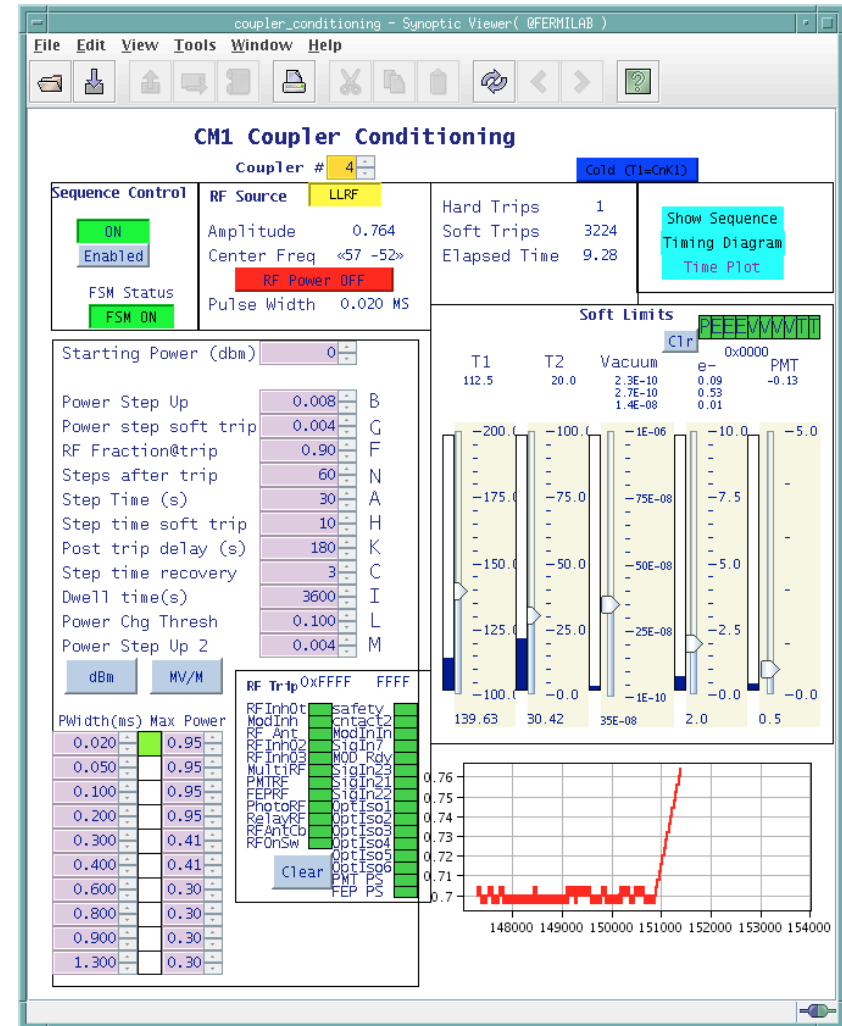 coupler_conditioning - Synoptic Viewer( @FERMILAB )
File Edit View Tools Window Help
CM1 Coupler Conditioning
Coupler # 4
Cold (T1=CnK1)
Sequence Control
ON
Enabled
FSM Status
FSM ON
RF Source LLRF
Amplitude 0.764
Center Freq «57 -52»
RF Power OFF
Pulse Width 0.020 MS
Hard Trips 1
Soft Trips 3224
Elapsed Time 9.28
Show Sequence
Timing Diagram
Time Plot
Starting Power (dbm) 0
Power Step Up 0.008 B
Power step soft trip 0.004 G
RF Fraction@trip 0.90 F
Steps after trip 60 N
Step Time (s) 30 A
Step time soft trip 10 H
Post trip delay (s) 180 K
Step time recovery 3 C
Dwell time(s) 3600 I
Power Chg Thresh 0.100 L
Power Step Up 2 0.004 M
dBm MV/M
PWidth(ms) Max Power
0.020 0.95
0.050 0.95
0.100 0.95
0.200 0.95
0.300 0.41
0.400 0.41
0.600 0.30
0.800 0.30
0.900 0.30
1.300 0.30
RF Trip 0xFFFF FFFF
RFInhOt safety
ModInh cntact2
RF Ant ModInIn
RFInhO2 SigIn7
RFInhO3 MOD Rdy
MultiRF SigIn23
PMTRF SigIn21
FEPRF SigIn22
PhotoRF OptIso1
RelayRF OptIso2
RFAntCb OptIso3
RFOnSw OptIso4
OptIso5
OptIso6
PMT PS
FEP PS
Clear
Soft Limits
Clr
PEEEVVVVTT
0x0000
T1 T2 Vacuum e- PMT
112.5 20.0 2.3E-10 0.09 -0.13
2.7E-10 0.53
1.4E-08 0.01
-200.0 -100.0 -1E-06 -10.0 -5.0
-175.0 -75.0 -75E-08 -7.5
-150.0 -50.0 -50E-08 -5.0
-125.0 -25.0 -25E-08 -2.5
-100.0 -0.0 -1E-10 -0.0 -0.0
139.63 30.42 35E-08 2.0 0.5
0.76
0.75
0.74
0.73
0.72
0.71
0.7
148000 149000 150000 151000 152000 153000 154000